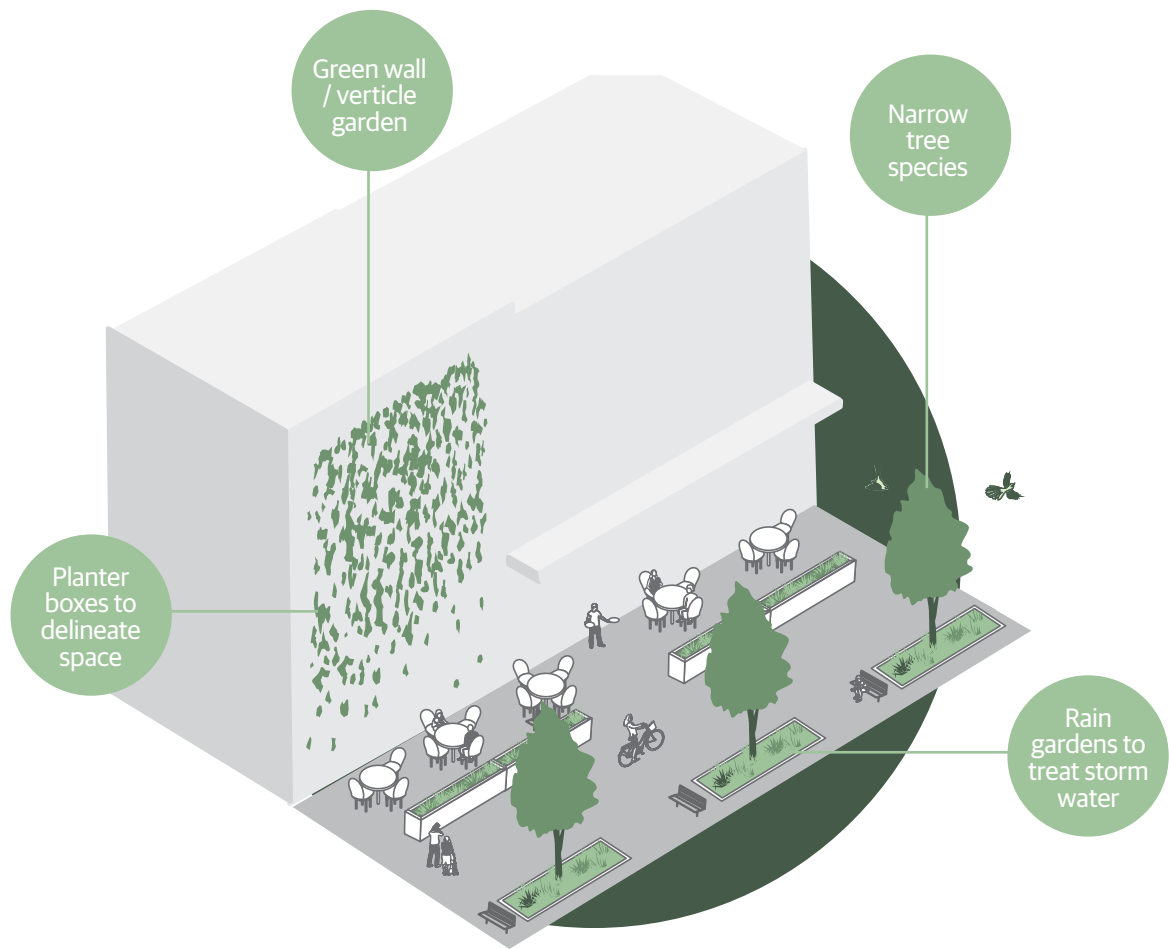 Green wall
/ verticle
garden
Narrow
tree
species
Planter
boxes to
delineate
space
Rain
gardens to
treat storm
water